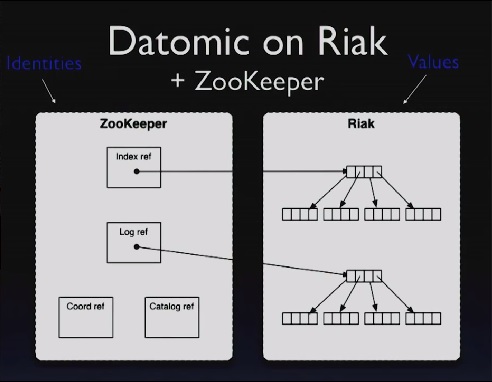 Datomic on Riak
+ ZooKeeper
Identities
Values
ZooKeeper
Index ref
Log ref
Coord ref
Catalog ref
Riak